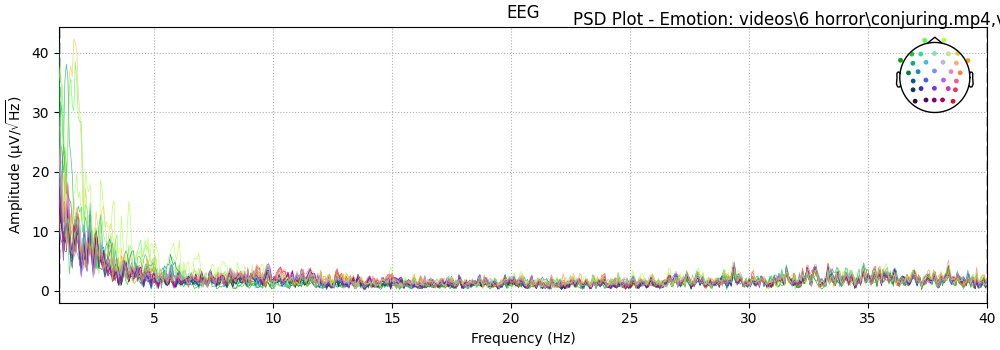 EEG
PSD Plot - Emotion: videos\6 horror\conjuring.mp4,v
Amplitude (µV/√Hz)
40
30
20
10
0
5 10 15 20 25 30 35 40
Frequency (Hz)